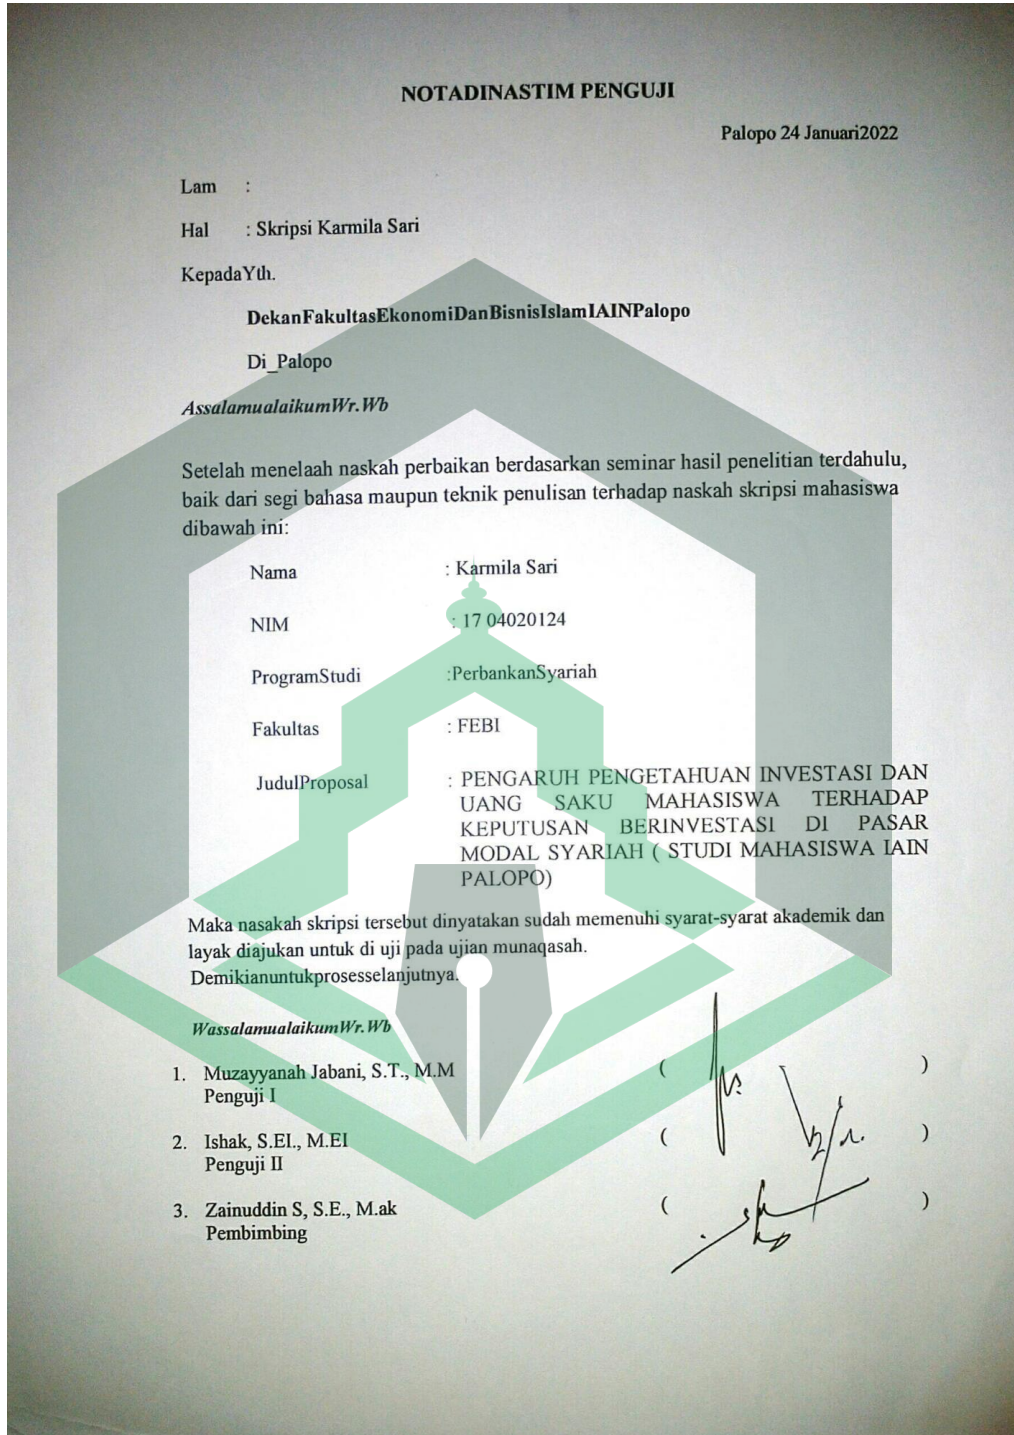 NOTADINASTIM PENGUJI
Palopo 24 Januari2022
Lam :
Hal : Skripsi Karmila Sari
KepadaYth.
DekanFakultasEkonomiDanBisnisIslamIAINPalopo
Di_Palopo
AssalamualaikumWr.Wb
Setelah menelaah naskah perbaikan berdasarkan seminar hasil penelitian terdahulu,
baik dari segi bahasa maupun teknik penulisan terhadap naskah skripsi mahasiswa
dibawah ini:
Nama : Karmila Sari
NIM : 17 04020124
ProgramStudi :PerbankanSyariah
Fakultas : FEBI
JudulProposal : PENGARUH PENGETAHUAN INVESTASI DAN
UANG SAKU MAHASISWA TERHADAP
KEPUTUSAN BERINVESTASI DI PASAR
MODAL SYARIAH ( STUDI MAHASISWA IAIN
PALOPO)
Maka nasakah skripsi tersebut dinyatakan sudah memenuhi syarat-syarat akademik dan
layak diajukan untuk di uji pada ujian munaqasah.
Demikianuntukprosesselanjutnya.
WassalamualaikumWr.Wb
1. Muzayyanah Jabani, S.T., M.M ( )
Penguji I
2. Ishak, S.EI., M.EI ( )
Penguji II
3. Zainuddin S, S.E., M.ak ( )
Pembimbing